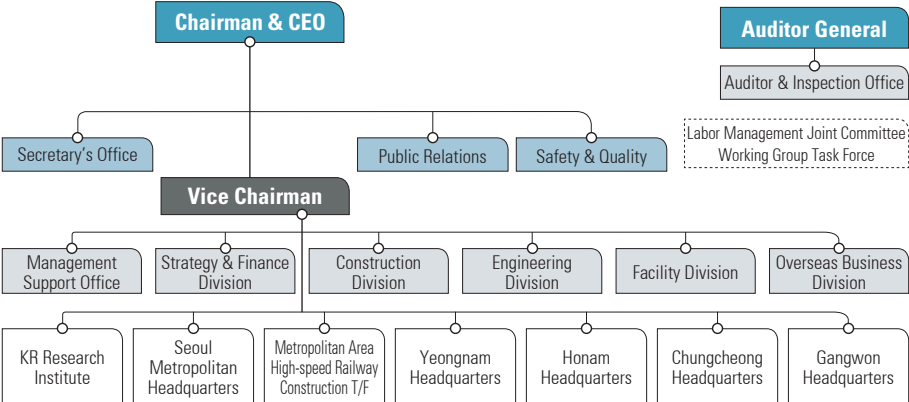 Chairman & CEO
Auditor General
Auditor & Inspection Office
Labor Management Joint Committee
Working Group Task Force
Secretary's Office
Public Relations
Safety & Quality
Vice Chairman
Management
Support Office
Strategy & Finance
Division
Construction
Division
Engineering
Division
Facility Division
Overseas Business
Division
KR Research
Institute
Seoul
Metropolitan
Headquarters
Metropolitan Area
High-speed Railway
Construction T/F
Yeongnam
Headquarters
Honam
Headquarters
Chungcheong
Headquarters
Gangwon
Headquarters